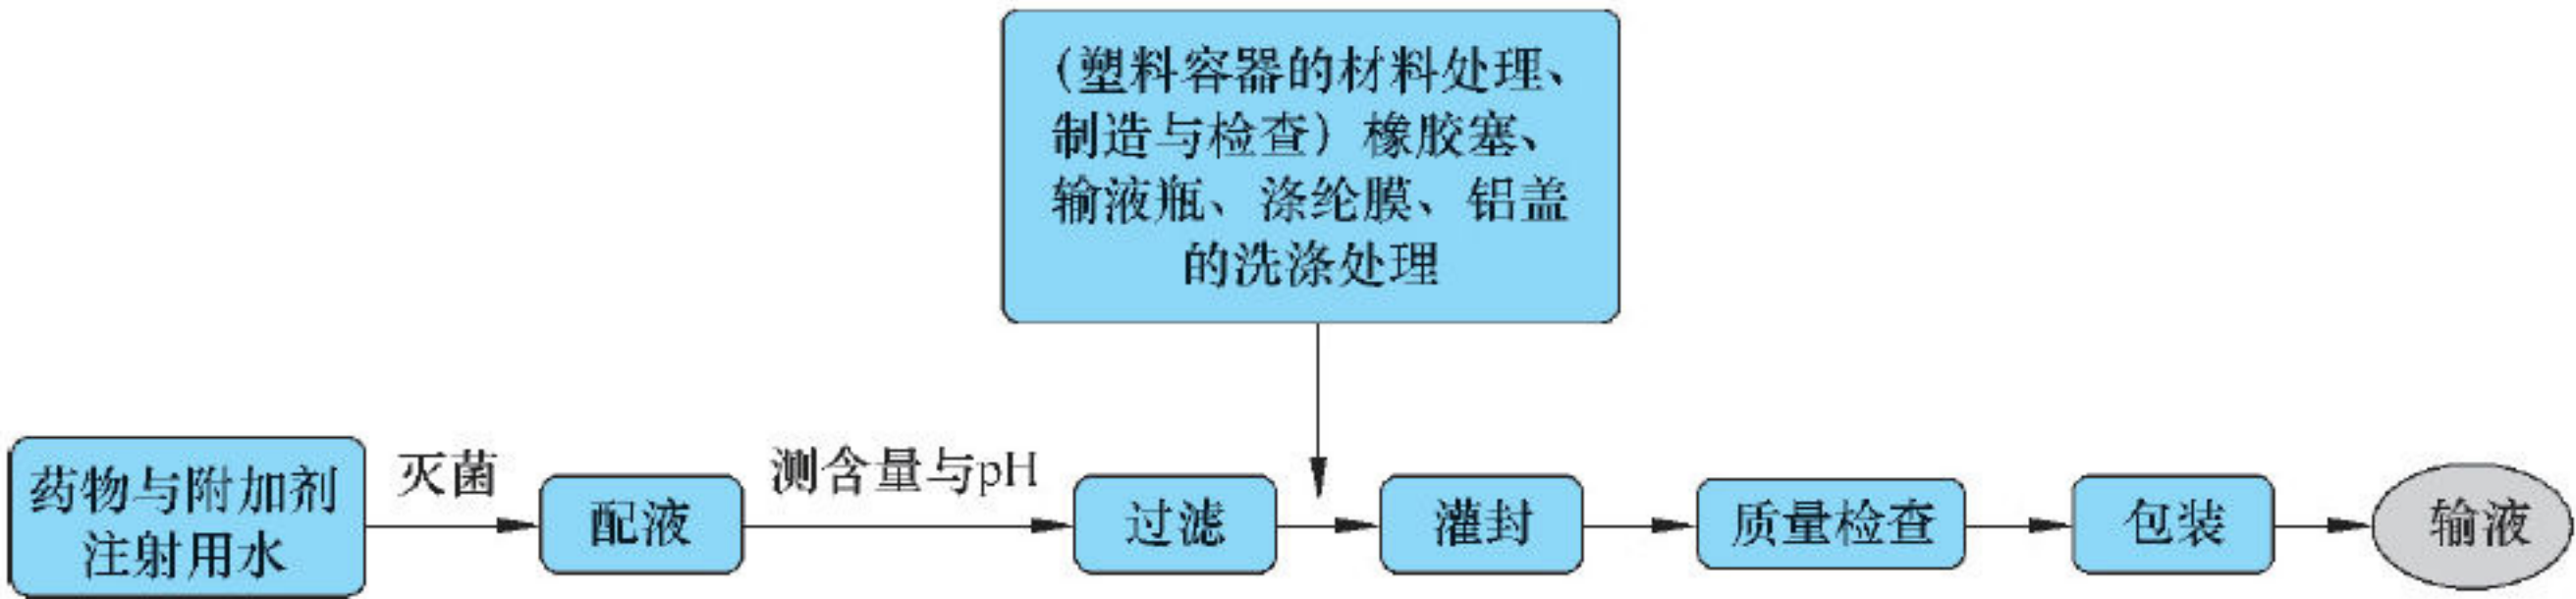 (塑料容器的材料处理、
制造与检查）橡胶塞、
输液瓶、涤纶膜、铝盖
的洗涤处理
药物与附加剂
注射用水
灭菌
配液
测含量与pH
过滤
灌封
质量检查
包装
输液